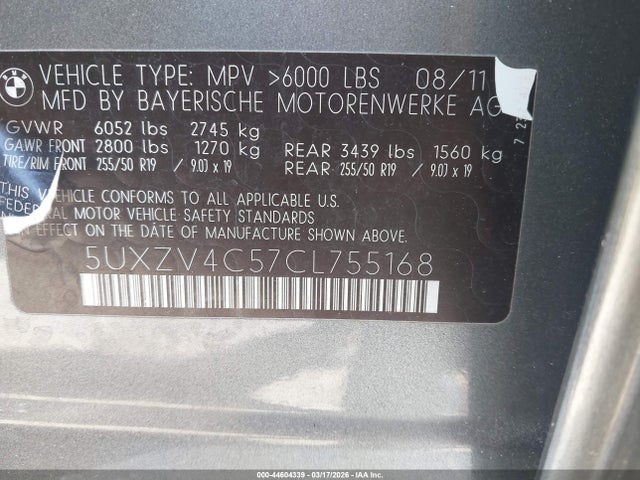 BMW
VEHICLE TYPE: MPV >6000 LBS 08/11
MFD BY BAYERISCHE MOTORENWERKE AG
GVWR 6052 lbs 2745 kg
GAWR FRONT 2800 lbs 1270 kg REAR 3439 lbs 1560 kg
TIRE/RIM FRONT 255/50 R19 / 9.0J x 19 REAR 255/50 R19 / 9.0J x 19
THIS VEHICLE CONFORMS TO ALL APPLICABLE U.S.
FEDERAL MOTOR VEHICLE SAFETY STANDARDS
IN EFFECT ON THE DATE OF MANUFACTURE SHOWN ABOVE
5UXZV4C57CL755168
000-44604339 | 03/17/2026 | IAAI.COM